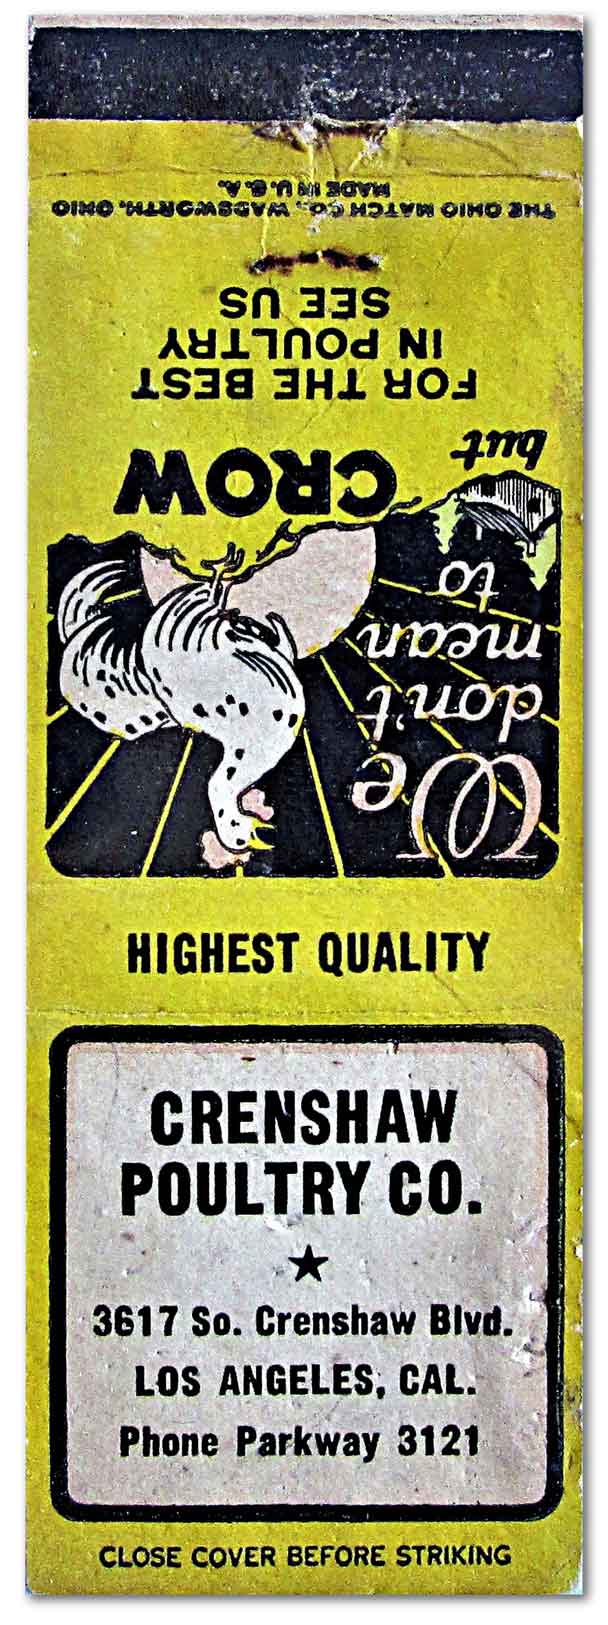 We
don't
mean
to
CROW
but
FOR THE BEST
IN POULTRY
SEE US
THE OHIO MATCH CO., WADSWORTH, OHIO
MADE IN U.S.A.
HIGHEST QUALITY
CRENSHAW
POULTRY CO.
3617 So. Crenshaw Blvd.
LOS ANGELES, CAL.
Phone Parkway 3121
CLOSE COVER BEFORE STRIKING